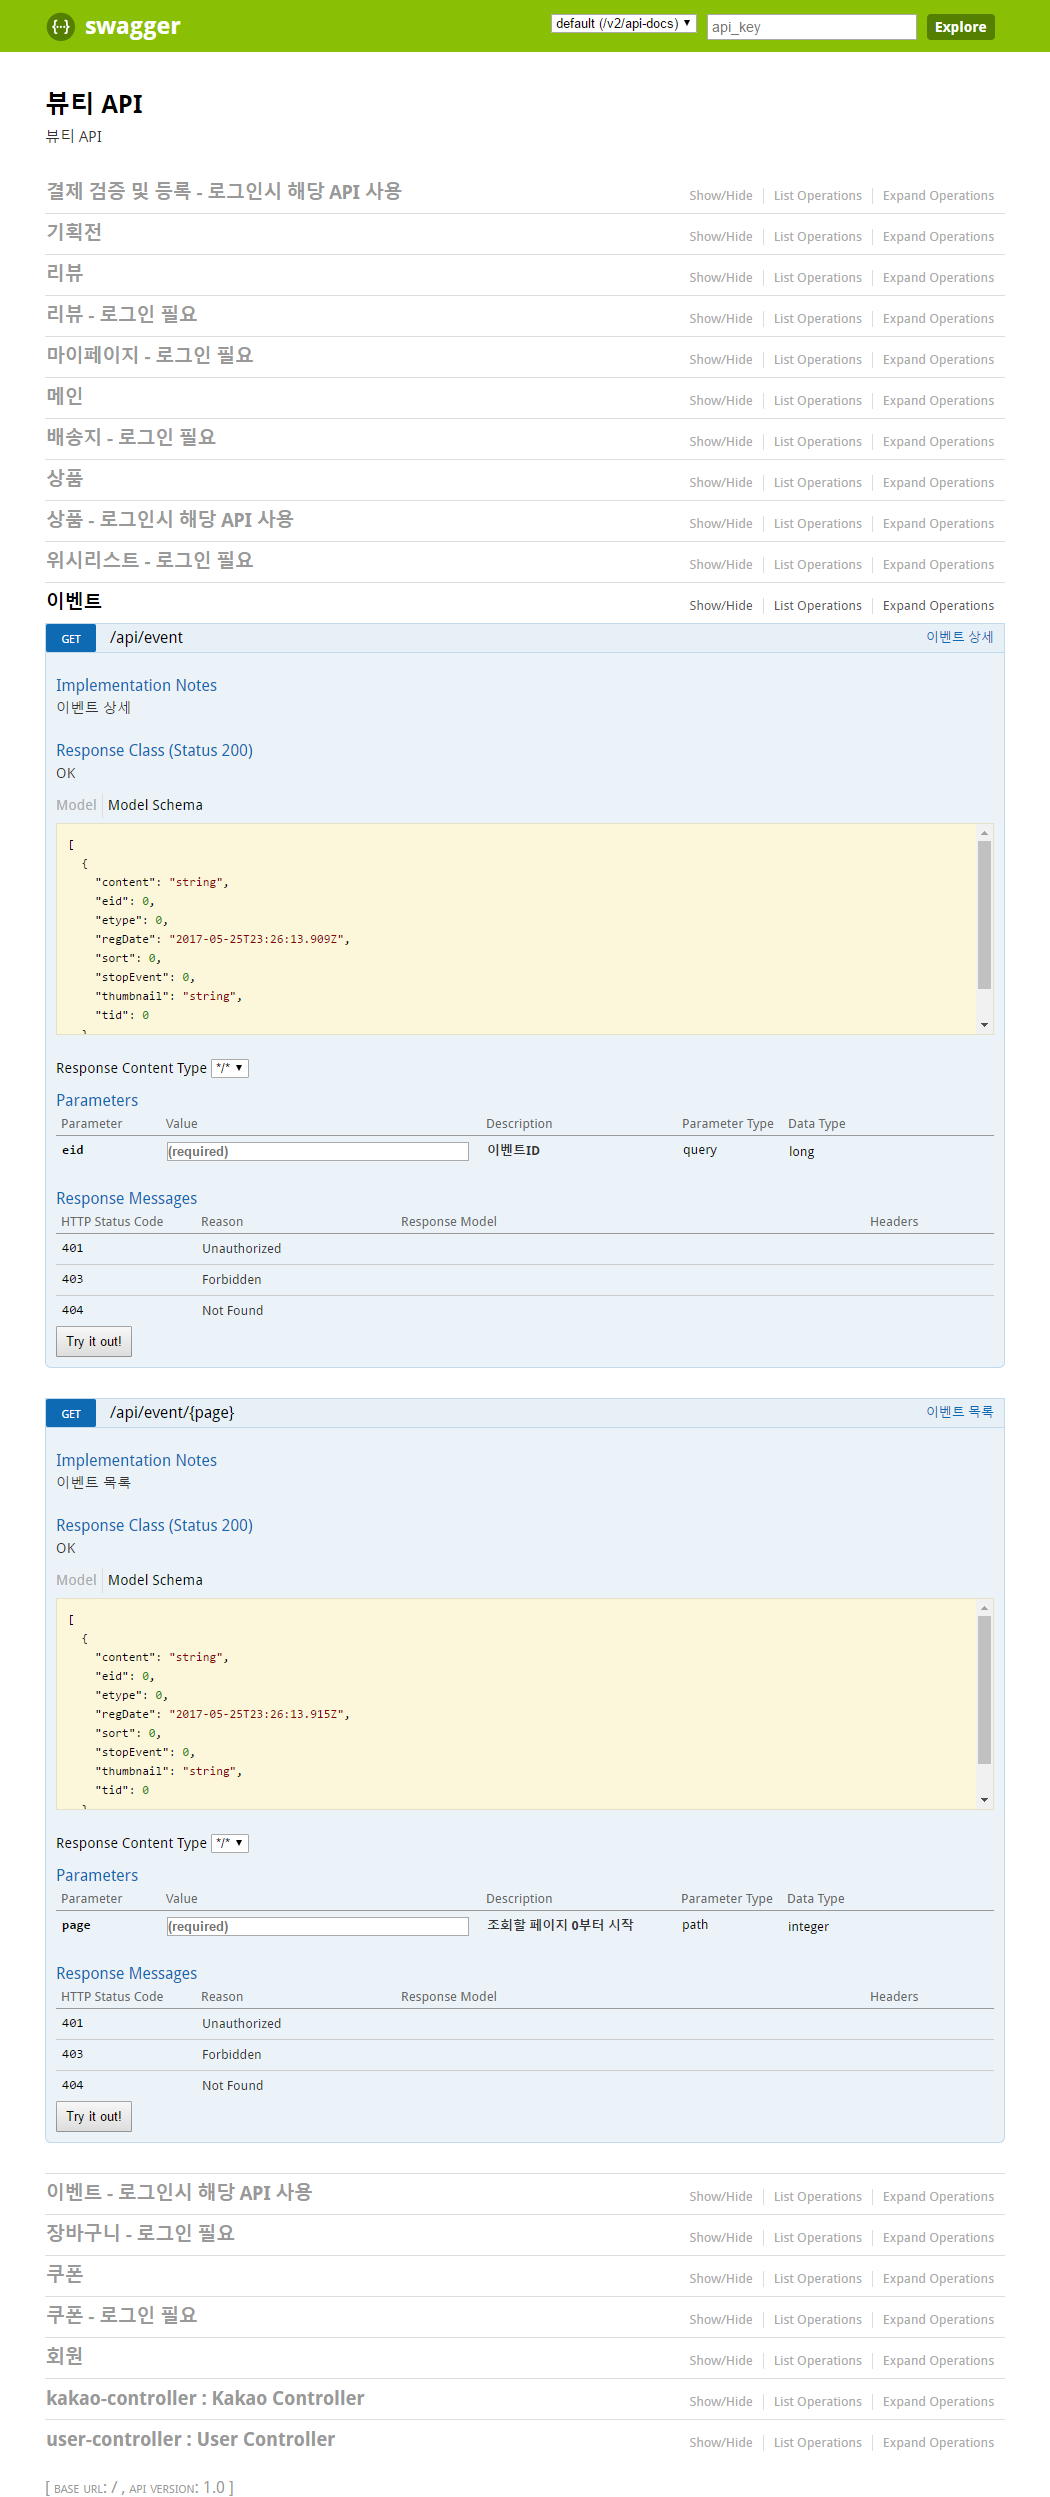 swagger
default (/v2/api-docs)
api_key
Explore
뷰티 API
뷰티 API
결제 검증 및 등록 - 로그인시 해당 API 사용 Show/Hide List Operations Expand Operations
기획전 Show/Hide List Operations Expand Operations
리뷰 Show/Hide List Operations Expand Operations
리뷰 - 로그인 필요 Show/Hide List Operations Expand Operations
마이페이지 - 로그인 필요 Show/Hide List Operations Expand Operations
메인 Show/Hide List Operations Expand Operations
배송지 - 로그인 필요 Show/Hide List Operations Expand Operations
상품 Show/Hide List Operations Expand Operations
상품 - 로그인시 해당 API 사용 Show/Hide List Operations Expand Operations
위시리스트 - 로그인 필요 Show/Hide List Operations Expand Operations
이벤트 Show/Hide List Operations Expand Operations
GET /api/event 이벤트 상세
Implementation Notes
이벤트 상세
Response Class (Status 200)
OK
Model Model Schema
[
{
"content": "string",
"eid": 0,
"etype": 0,
"regDate": "2017-05-25T23:26:13.909Z",
"sort": 0,
"stopEvent": 0,
"thumbnail": "string",
"tid": 0
}
Response Content Type */*
Parameters
Parameter Value Description Parameter Type Data Type
eid (required) 이벤트ID query long
Response Messages
HTTP Status Code Reason Response Model Headers
401 Unauthorized
403 Forbidden
404 Not Found
Try it out!
GET /api/event/{page} 이벤트 목록
Implementation Notes
이벤트 목록
Response Class (Status 200)
OK
Model Model Schema
[
{
"content": "string",
"eid": 0,
"etype": 0,
"regDate": "2017-05-25T23:26:13.915Z",
"sort": 0,
"stopEvent": 0,
"thumbnail": "string",
"tid": 0
}
Response Content Type */*
Parameters
Parameter Value Description Parameter Type Data Type
page (required) 조회할 페이지 0부터 시작 path integer
Response Messages
HTTP Status Code Reason Response Model Headers
401 Unauthorized
403 Forbidden
404 Not Found
Try it out!
이벤트 - 로그인시 해당 API 사용 Show/Hide List Operations Expand Operations
장바구니 - 로그인 필요 Show/Hide List Operations Expand Operations
쿠폰 Show/Hide List Operations Expand Operations
쿠폰 - 로그인 필요 Show/Hide List Operations Expand Operations
회원 Show/Hide List Operations Expand Operations
kakao-controller : Kakao Controller Show/Hide List Operations Expand Operations
user-controller : User Controller Show/Hide List Operations Expand Operations
[ BASE URL: / , API VERSION: 1.0 ]